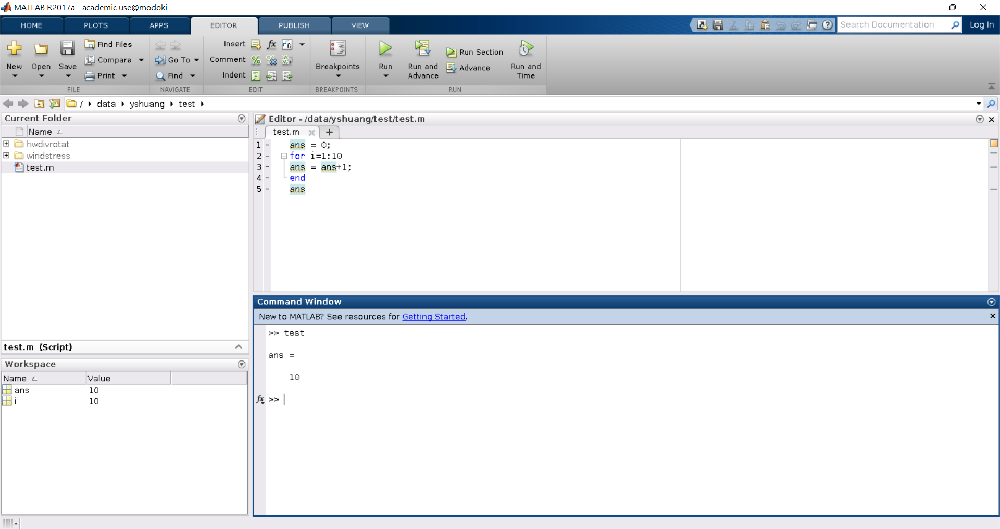 MATLAB R2017a - academic use@modoki
HOME PLOTS APPS EDITOR PUBLISH VIEW
Search Documentation Log In
New Open Save
Find Files
Compare
Print
FILE
Go To
Find
NAVIGATE
Insert fx fi
Comment % % %
Indent
EDIT
Breakpoints
BREAKPOINTS
Run
Run and Advance
Run Section
Advance
Run and Time
RUN
/ data yshuang test
Current Folder
Name
hwdivrotat
windstress
test.m
test.m (Script)
Workspace
Name Value
ans 10
i 10
Editor - /data/yshuang/test/test.m
test.m +
1 - ans = 0;
2 - for i=1:10
3 - ans = ans+1;
4 - end
5 - ans
Command Window
New to MATLAB? See resources for Getting Started.
>> test
ans =
10
fx >>